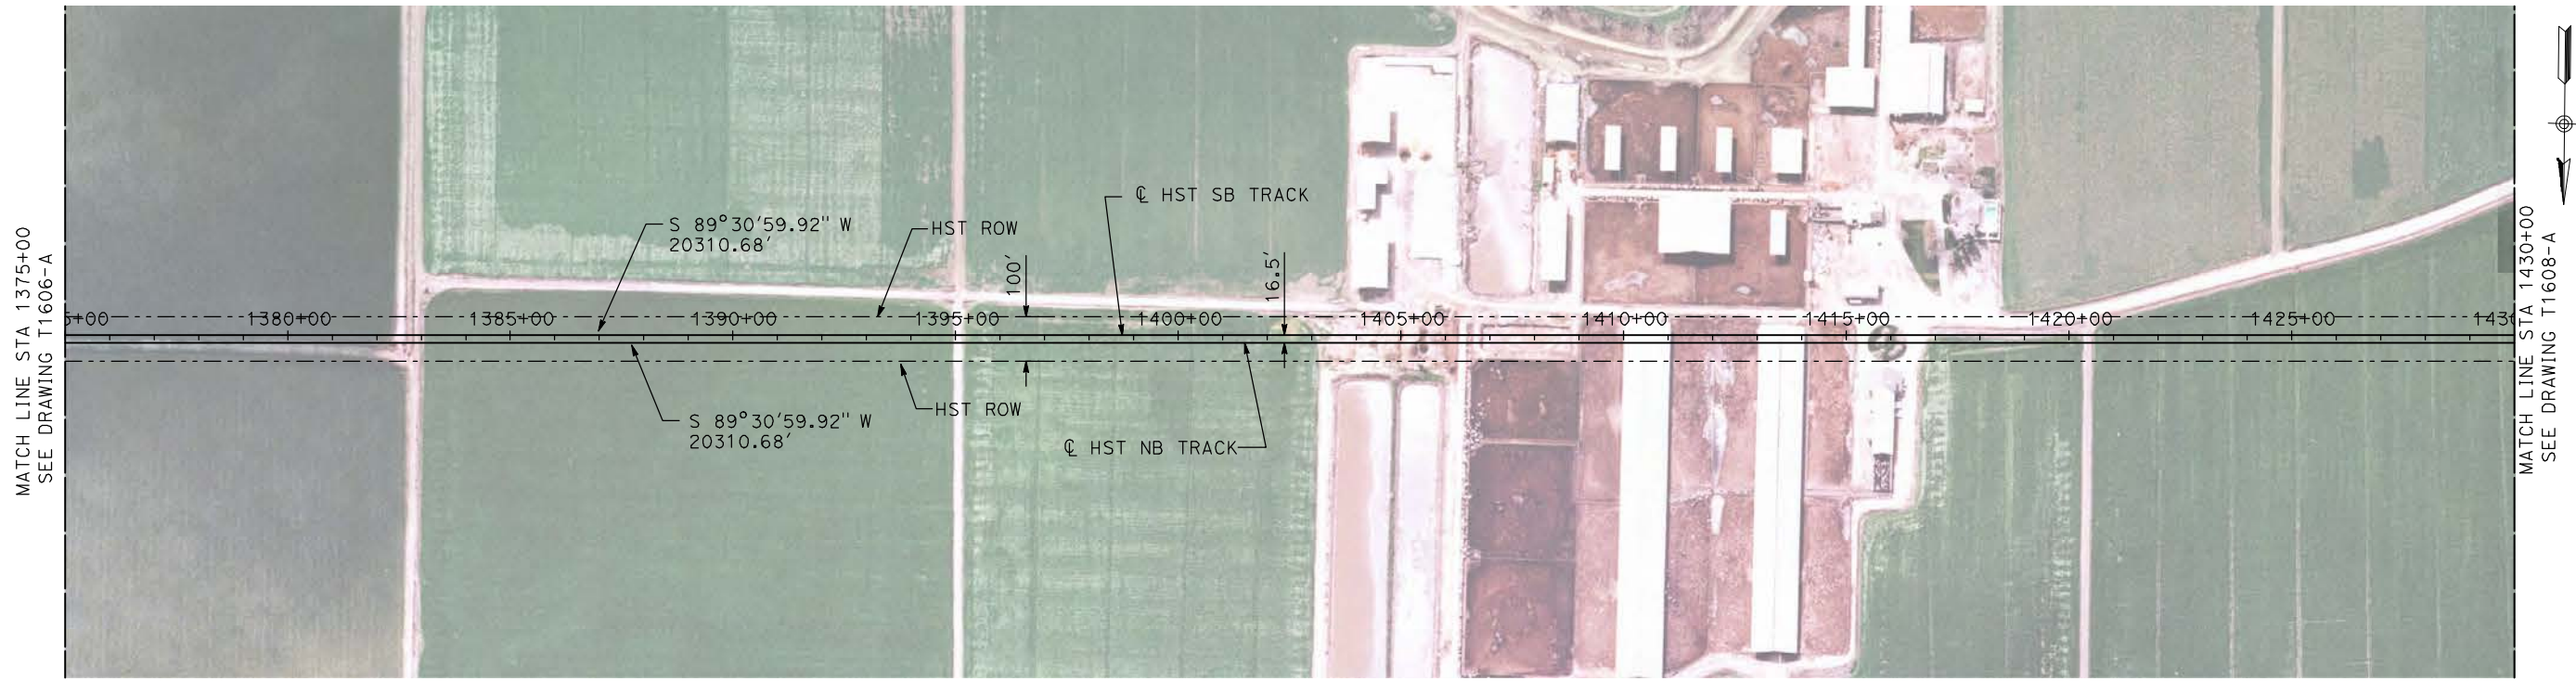 MATCH LINE STA 1375+00
SEE DRAWING T1606-A
S 89°30'59.92" W
20310.68'
HST ROW
100'
℄ HST SB TRACK
16.5'
5+00
1380+00
1385+00
1390+00
1395+00
1400+00
1405+00
1410+00
1415+00
1420+00
1425+00
1430
S 89°30'59.92" W
20310.68'
HST ROW
℄ HST NB TRACK
MATCH LINE STA 1430+00
SEE DRAWING T1608-A